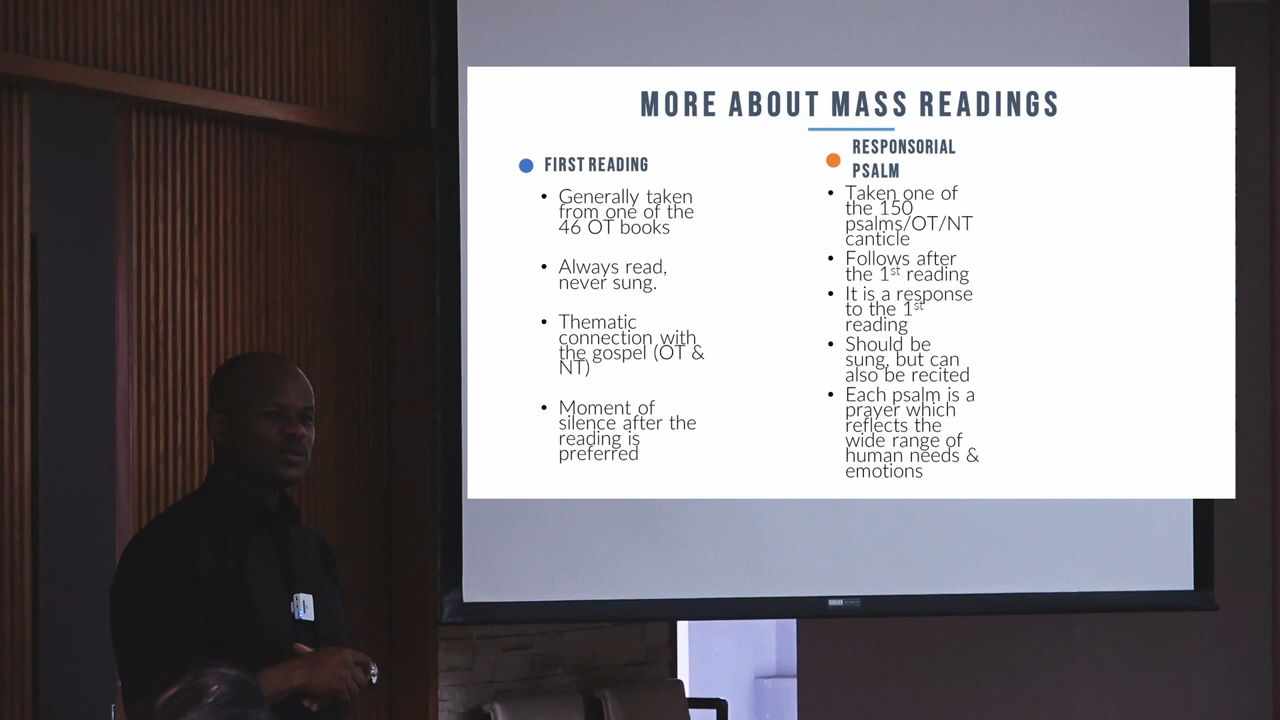 MORE ABOUT MASS READINGS
FIRST READING
• Generally taken
from one of the
46 OT books
• Always read,
never sung.
• Thematic
connection with
the gospel (OT &
NT)
• Moment of
silence after the
reading is
preferred
RESPONSORIAL
PSALM
• Taken one of
the 150
psalms/OT/NT
canticle
• Follows after
the 1st reading
• It is a response
to the 1st
reading
• Should be
sung, but can
also be recited
• Each psalm is a
prayer which
reflects the
wide range of
human needs &
emotions